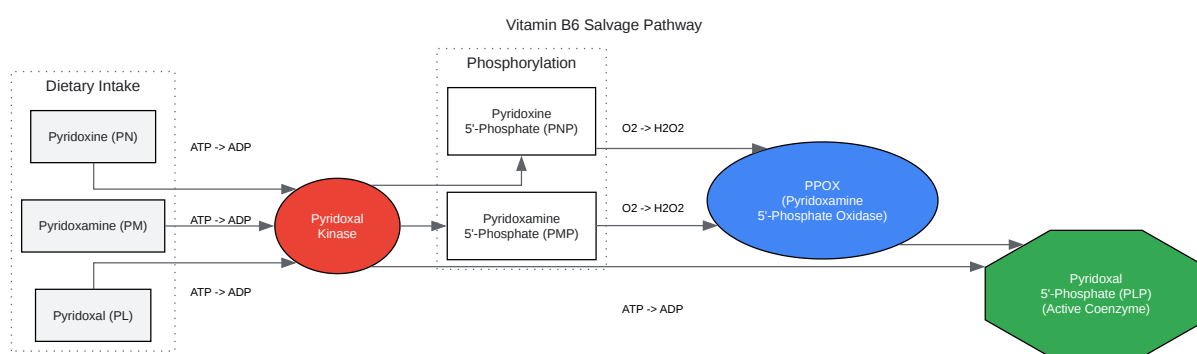 Vitamin B6 Salvage Pathway
Dietary Intake
Pyridoxine (PN)
Pyridoxamine (PM)
Pyridoxal (PL)
ATP -> ADP
ATP -> ADP
ATP -> ADP
Pyridoxal
Kinase
Phosphorylation
Pyridoxine
5'-Phosphate (PNP)
Pyridoxamine
5'-Phosphate (PMP)
O2 -> H2O2
O2 -> H2O2
ATP -> ADP
PPOX
(Pyridoxamine
5'-Phosphate Oxidase)
Pyridoxal
5'-Phosphate (PLP)
(Active Coenzyme)